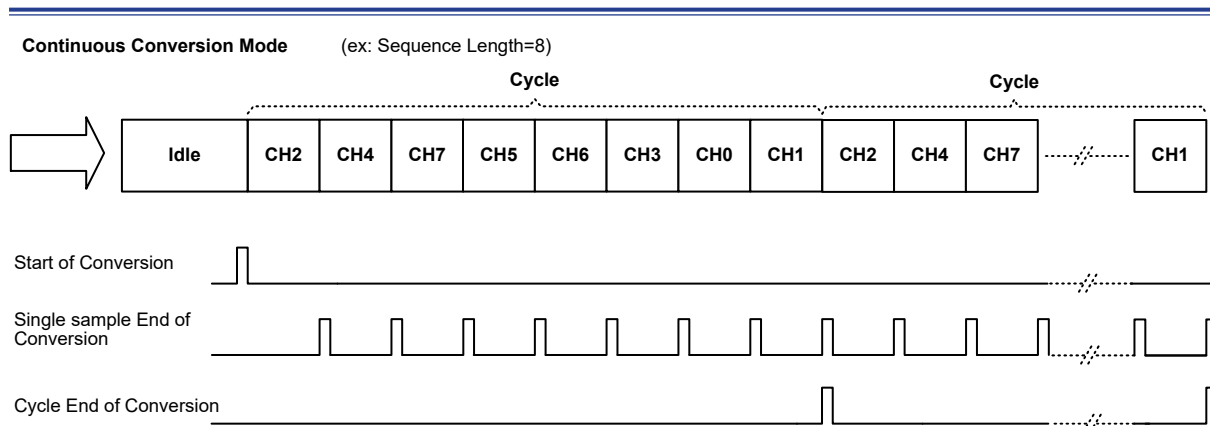 Continuous Conversion Mode (ex: Sequence Length=8)
Cycle Cycle
Idle CH2 CH4 CH7 CH5 CH6 CH3 CH0 CH1 CH2 CH4 CH7 CH1
Start of Conversion
Single sample End of
Conversion
Cycle End of Conversion